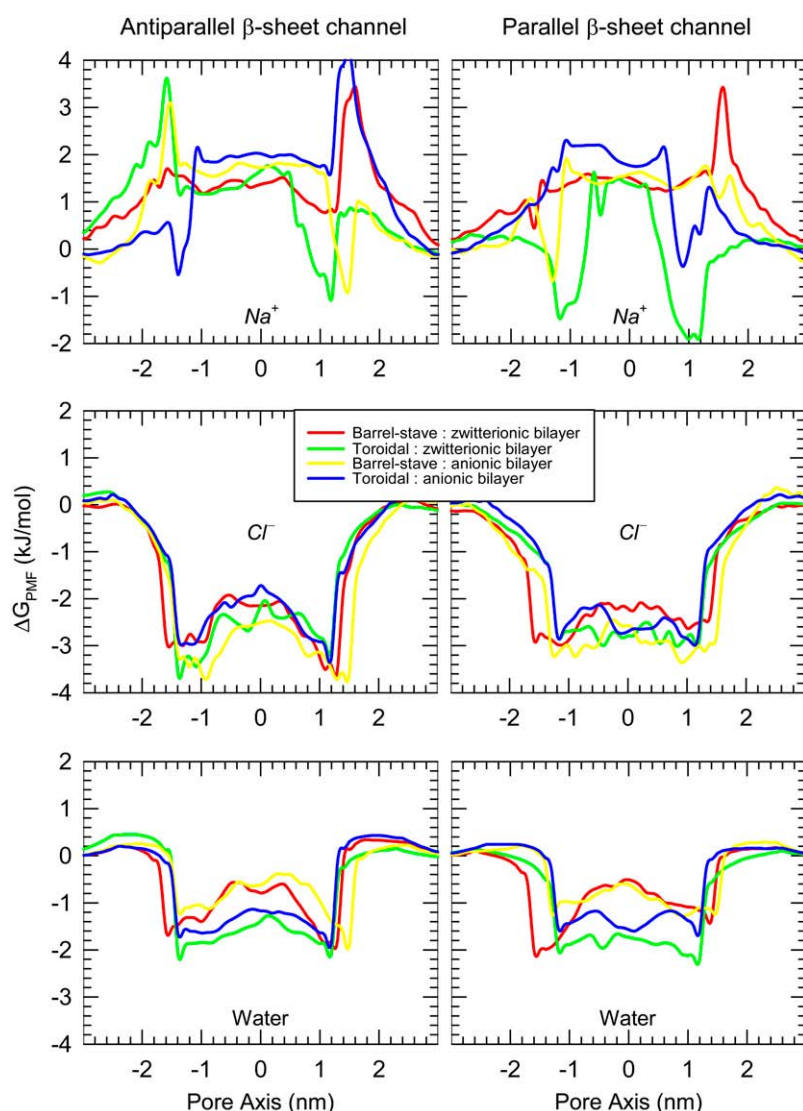 Antiparallel β-sheet channel
Parallel β-sheet channel
4
3
2
1
0
-1
-2
Na⁺
Na⁺
-2 -1 0 1 2
-2 -1 0 1 2
ΔG_PMF (kJ/mol)
2
1
0
-1
-2
-3
-4
Barrel-stave : zwitterionic bilayer
Toroidal : zwitterionic bilayer
Barrel-stave : anionic bilayer
Toroidal : anionic bilayer
Cl⁻
Cl⁻
-2 -1 0 1 2
-2 -1 0 1 2
2
1
0
-1
-2
-3
-4
Water
Water
-2 -1 0 1 2
-2 -1 0 1 2
Pore Axis (nm)
Pore Axis (nm)